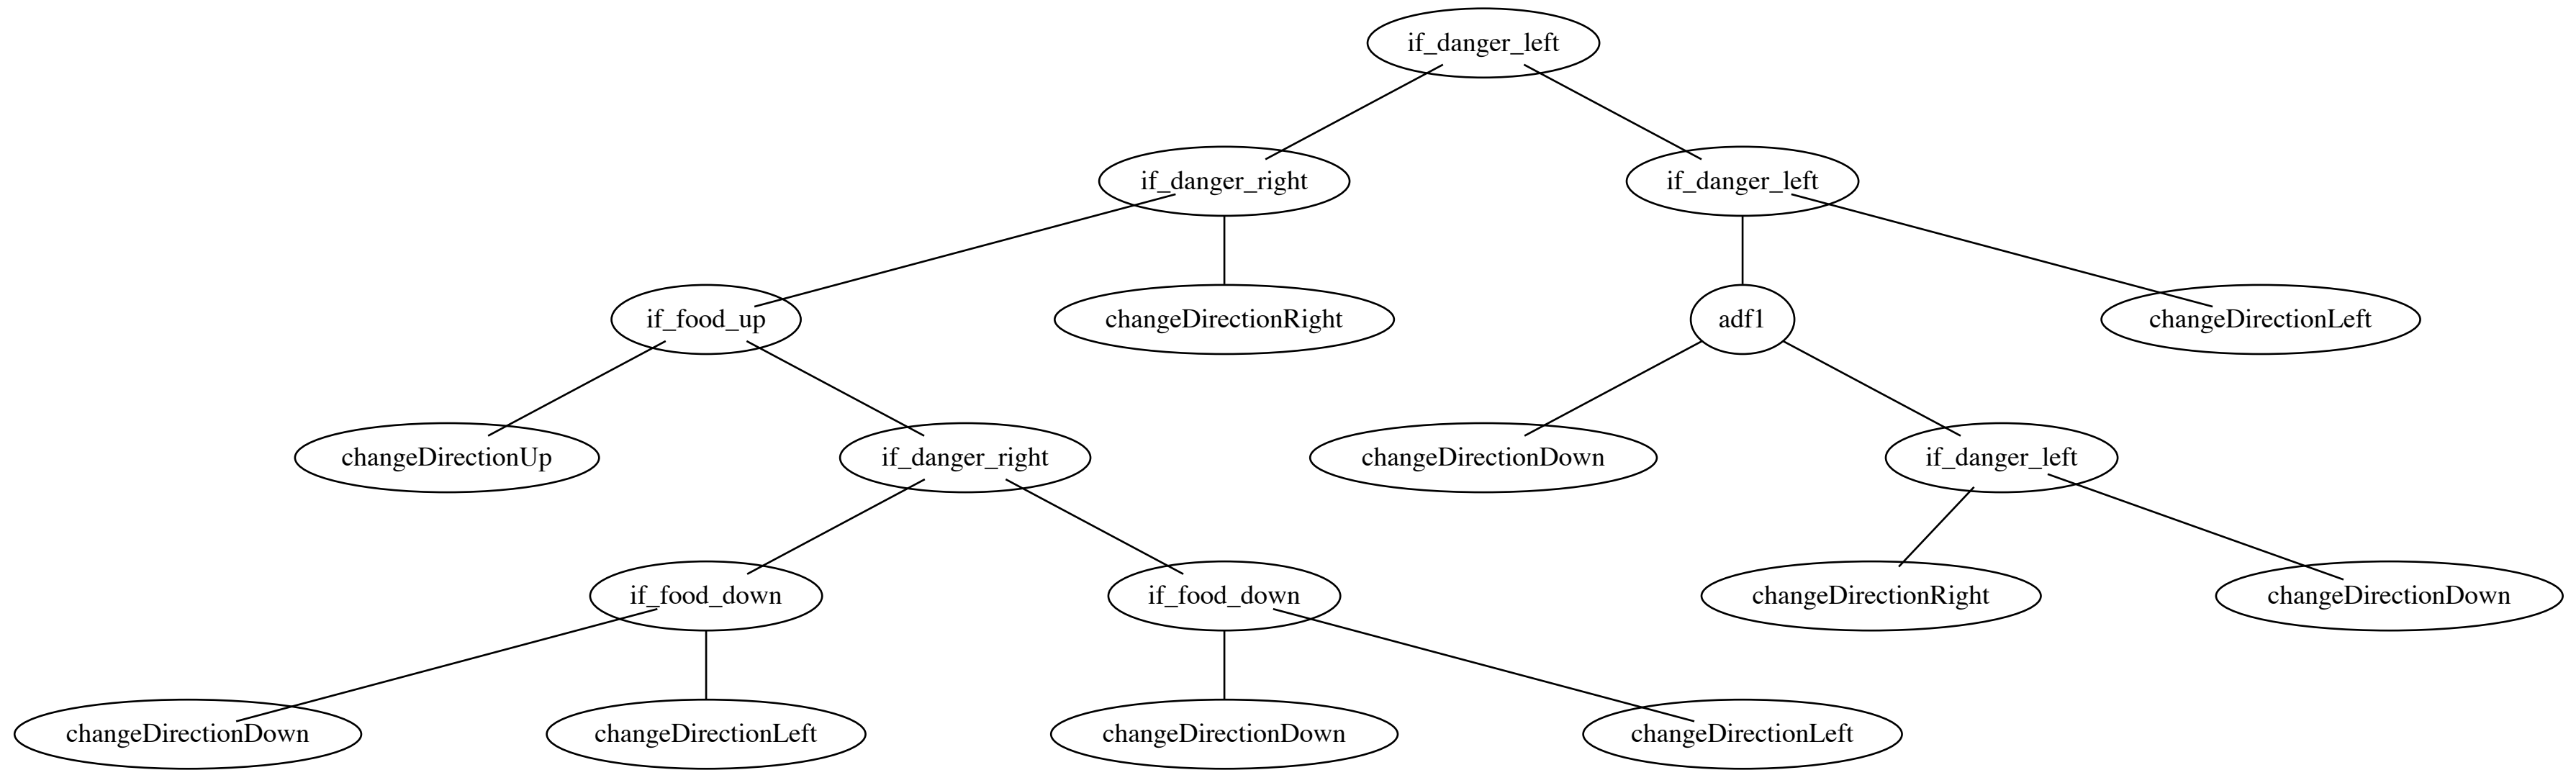 if_danger_left
if_danger_right
if_danger_left
if_food_up
changeDirectionRight
adf1
changeDirectionLeft
changeDirectionUp
if_danger_right
changeDirectionDown
if_danger_left
if_food_down
if_food_down
changeDirectionRight
changeDirectionDown
changeDirectionDown
changeDirectionLeft
changeDirectionDown
changeDirectionLeft